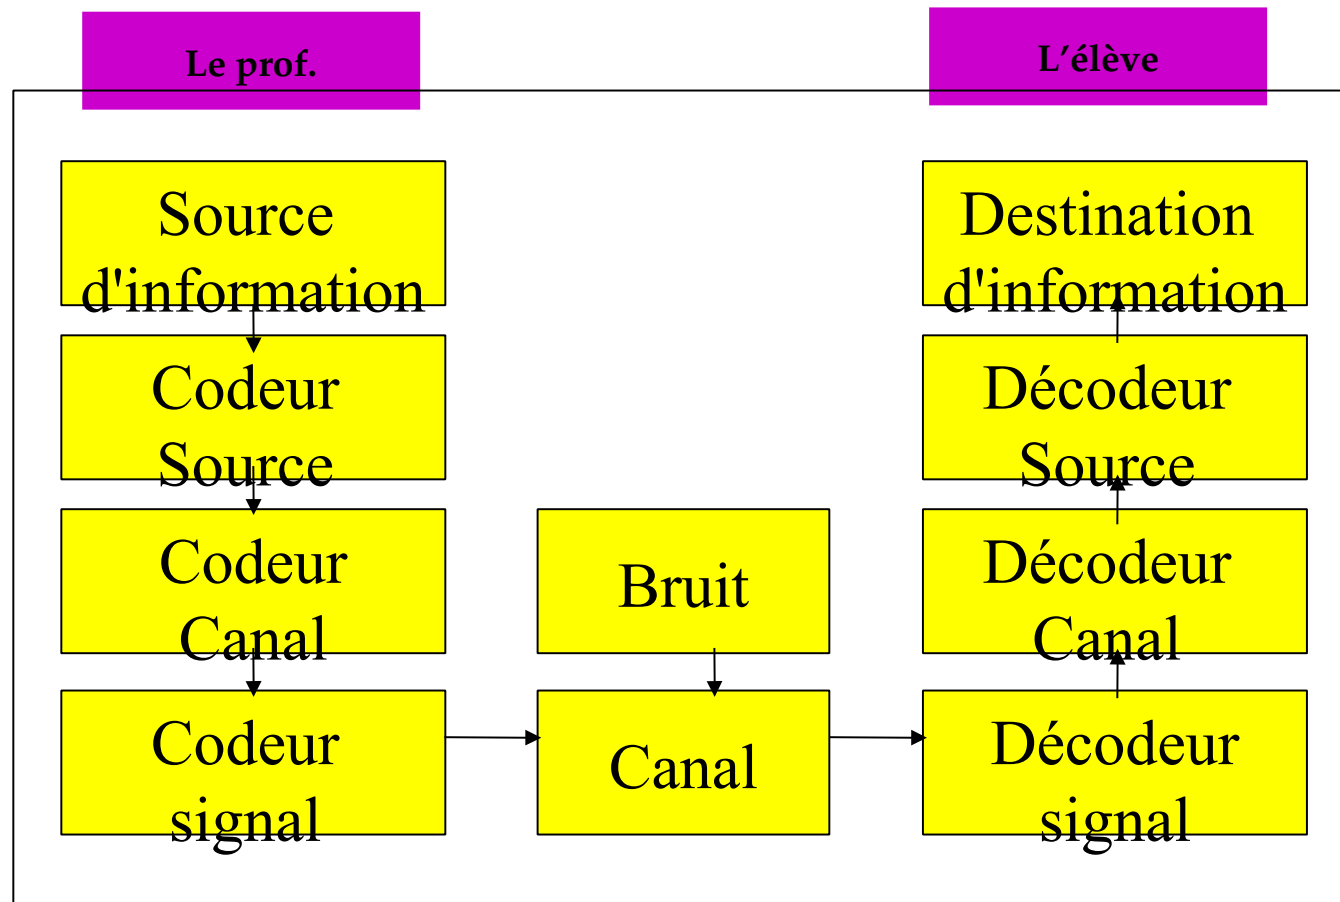 Le prof.
L'élève
Source
d'information
Codeur
Source
Codeur
Canal
Codeur
signal
Bruit
Canal
Destination
d'information
Décodeur
Source
Décodeur
Canal
Décodeur
signal